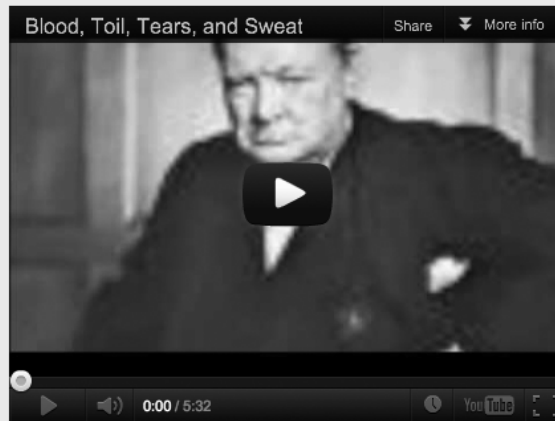 Blood, Toil, Tears, and Sweat Share More info
0:00 / 5:32 YouTube